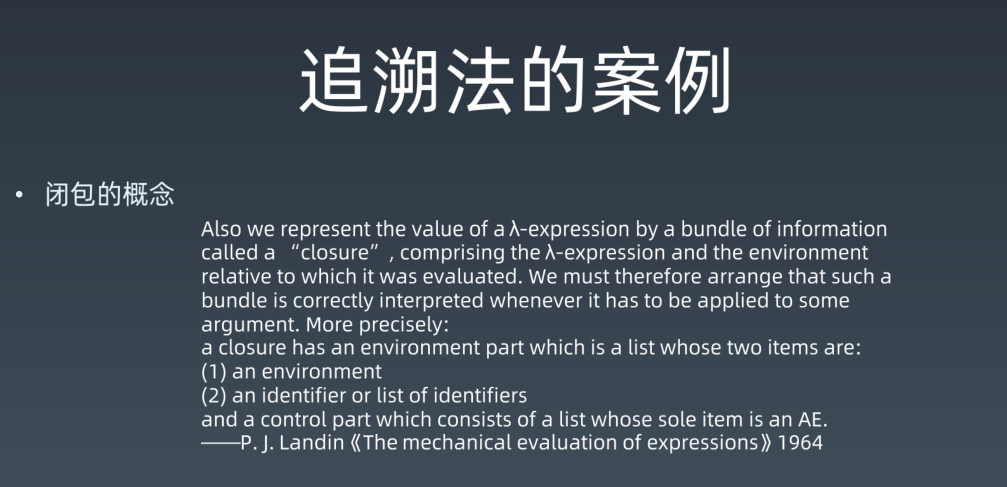 追溯法的案例
• 闭包的概念
Also we represent the value of a λ-expression by a bundle of information
called a “closure”, comprising the λ-expression and the environment
relative to which it was evaluated. We must therefore arrange that such a
bundle is correctly interpreted whenever it has to be applied to some
argument. More precisely:
a closure has an environment part which is a list whose two items are:
(1) an environment
(2) an identifier or list of identifiers
and a control part which consists of a list whose sole item is an AE.
——P. J. Landin《The mechanical evaluation of expressions》1964